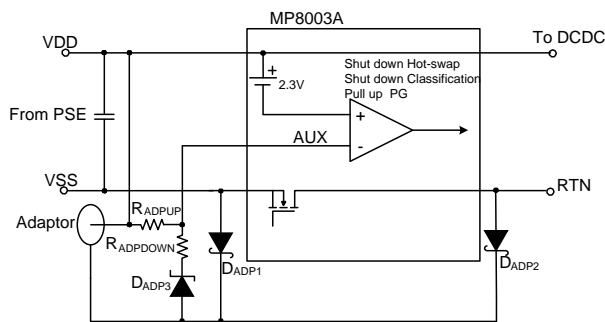 MP8003A
VDD
To DCDC
Shut down Hot-swap
Shut down Classification
Pull up PG
+
2.3V
From PSE
+
AUX
-
VSS
RTN
Adaptor
RADPUP
RADPDOWN
DADP1
DADP2
DADP3